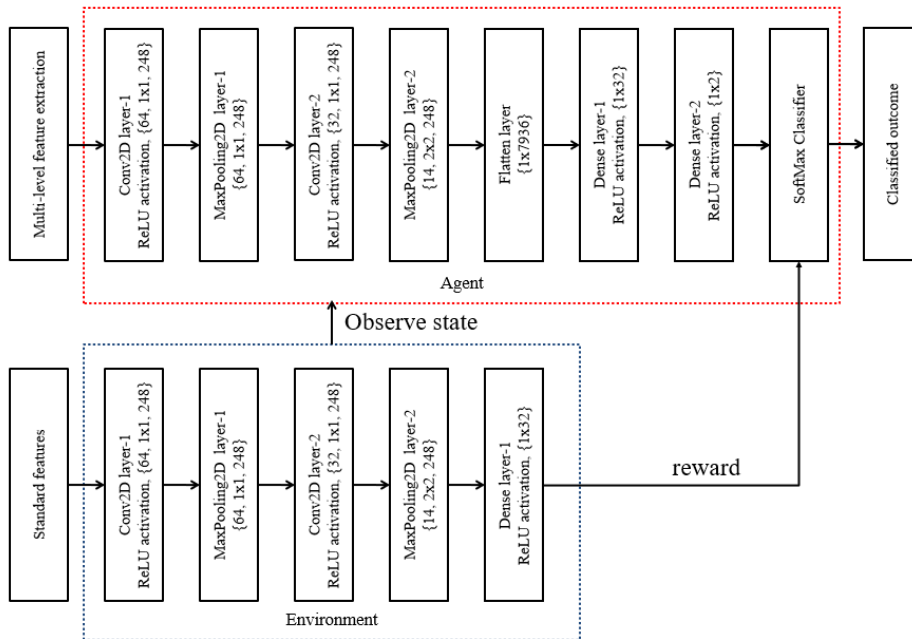 Multi-level feature extraction
Conv2D layer-1
ReLU activation, {64, 1x1, 248}
MaxPooling2D layer-1
{64, 1x1, 248}
Conv2D layer-2
ReLU activation, {32, 1x1, 248}
MaxPooling2D layer-2
{14, 2x2, 248}
Flatten layer
{1x7936}
Dense layer-1
ReLU activation, {1x32}
Dense layer-2
ReLU activation, {1x2}
SoftMax Classifier
Classified outcome
Agent
Observe state
Standard features
Conv2D layer-1
ReLU activation, {64, 1x1, 248}
MaxPooling2D layer-1
{64, 1x1, 248}
Conv2D layer-2
ReLU activation, {32, 1x1, 248}
MaxPooling2D layer-2
{14, 2x2, 248}
Dense layer-1
ReLU activation, {1x32}
reward
Environment